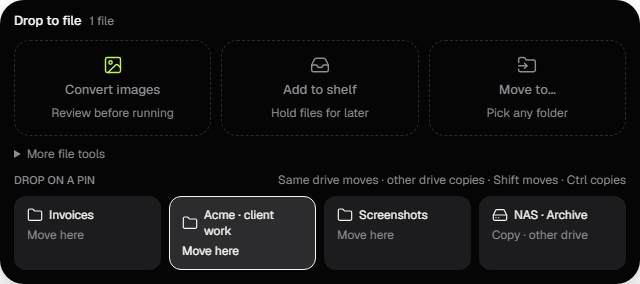 Drop to file 1 file
Convert images
Review before running
Add to shelf
Hold files for later
Move to...
Pick any folder
More file tools
DROP ON A PIN
Same drive moves · other drive copies · Shift moves · Ctrl copies
Invoices
Move here
Acme · client
work
Move here
Screenshots
Move here
NAS · Archive
Copy · other drive